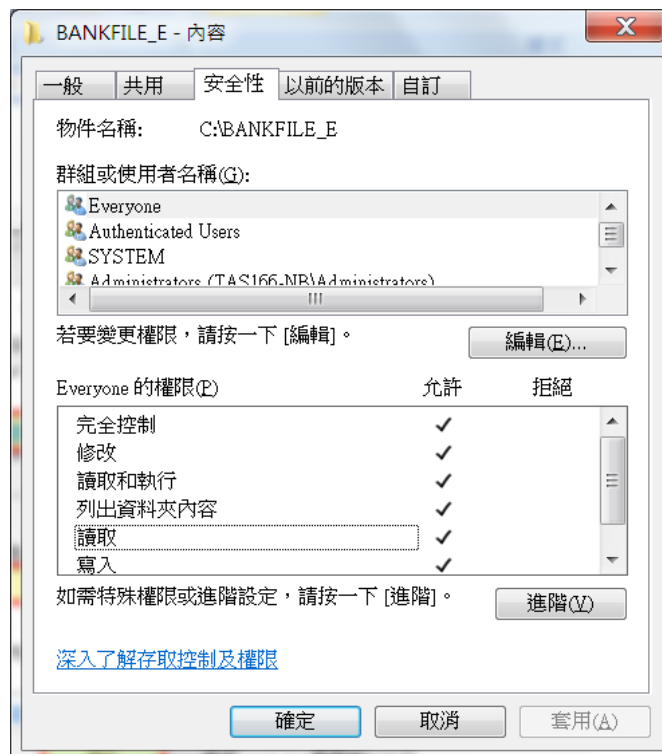 BANKFILE_E - 內容
一般 共用 安全性 以前的版本 自訂
物件名稱: C:\BANKFILE_E
群組或使用者名稱(G):
Everyone
Authenticated Users
SYSTEM
Administrators (TAS166-NB\Administrators)
若要變更權限，請按一下 [編輯]。 編輯(E)...
Everyone 的權限(P) 允許 拒絕
完全控制
修改
讀取和執行
列出資料夾內容
讀取
寫入
如需特殊權限或進階設定，請按一下 [進階]。 進階(V)
深入了解存取控制及權限
確定 取消 套用(A)